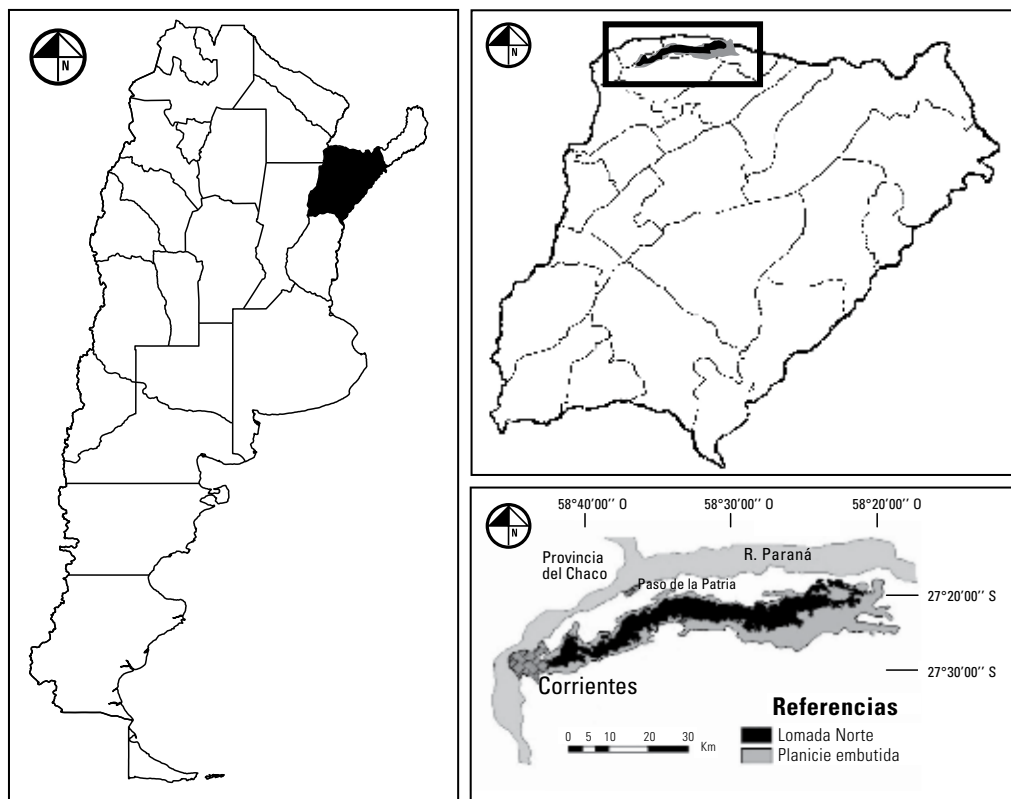 N
N
N
58°40'00'' O
58°30'00'' O
58°20'00'' O
Provincia
del Chaco
R. Paraná
Paso de la Patria
27°20'00'' S
27°30'00'' S
Corrientes
Referencias
Lomada Norte
Planicie embutida
0 5 10 20 30
Km